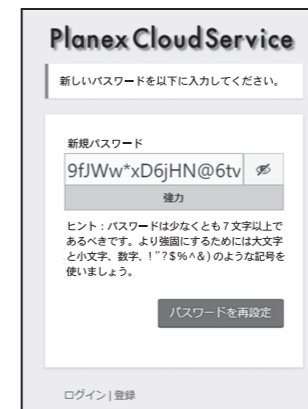 Planex CloudService
新しいパスワードを以下に入力してください。
新規パスワード
9fJWw*xD6jHN@6tv
強力
ヒント：パスワードは少なくとも７文字以上で
あるべきです。より強固にするためには大文字
と小文字、数字、! " ? $ % ^ & ) のような記号を
使いましょう。
パスワードを再設定
ログイン | 登録